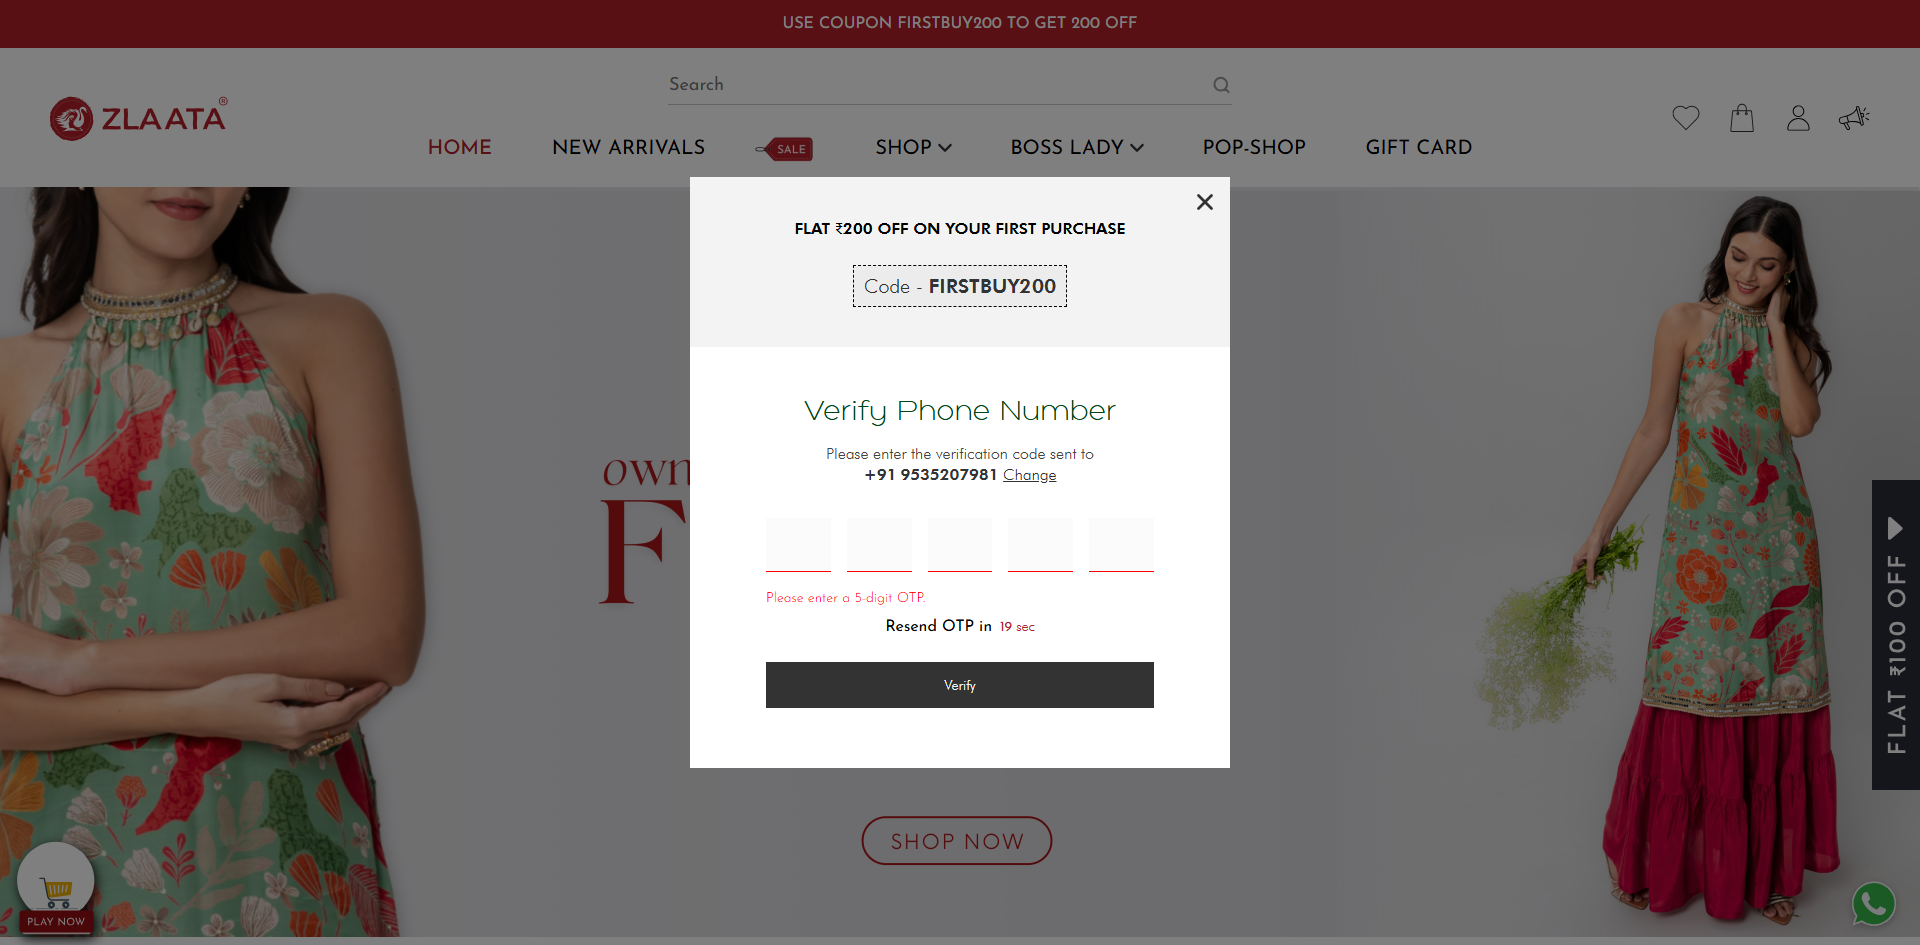 USE COUPON FIRSTBUY200 TO GET 200 OFF
Search
ZLAATA®
HOME
NEW ARRIVALS
SALE
SHOP
BOSS LADY
POP-SHOP
GIFT CARD
FLAT ₹200 OFF ON YOUR FIRST PURCHASE
Code - FIRSTBUY200
Verify Phone Number
Please enter the verification code sent to
+91 9535207981 Change
own
F
Please enter a 5-digit OTP.
Resend OTP in 19 sec
Verify
FLAT ₹100 OFF
SHOP NOW
PLAY NOW